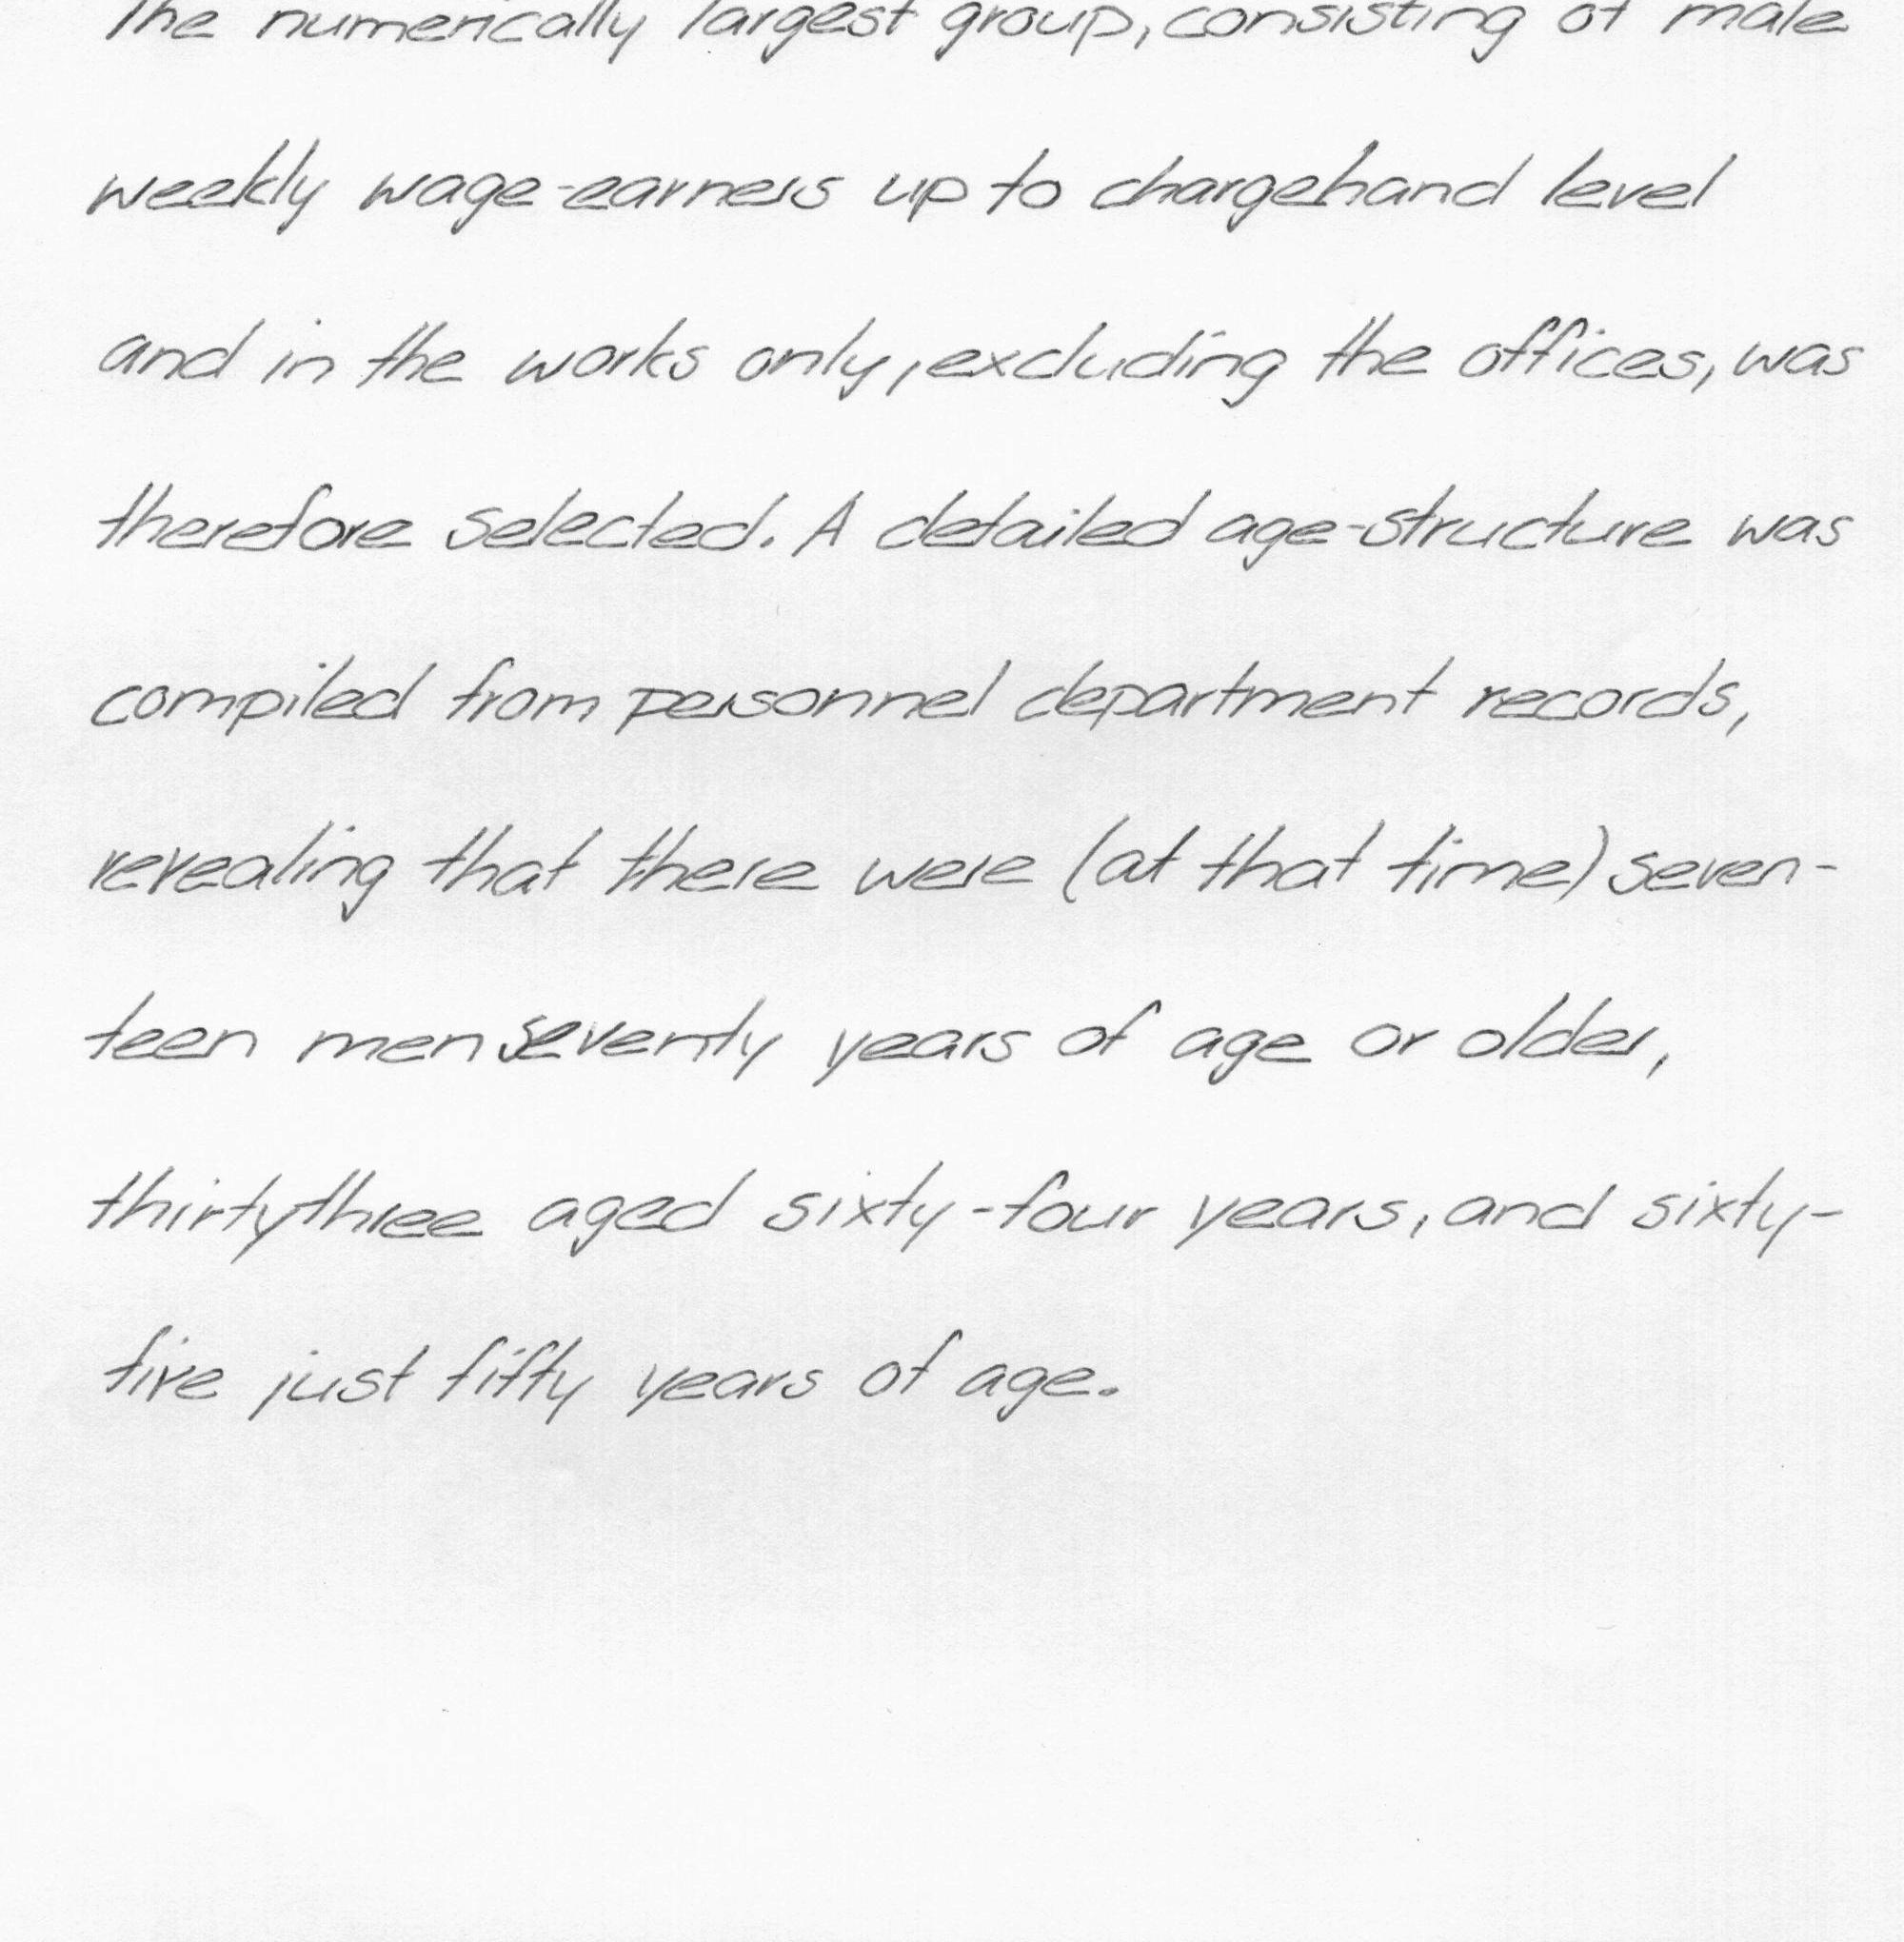 The numerically largest group, consisting of male
weekly wage-earners up to chargehand level
and in the works only, excluding the offices, was
therefore selected. A detailed age-structure was
compiled from personnel department records,
revealing that there were (at that time) seven-
teen men seventy years of age or older,
thirtythree aged sixty-four years, and sixty-
five just fifty years of age.